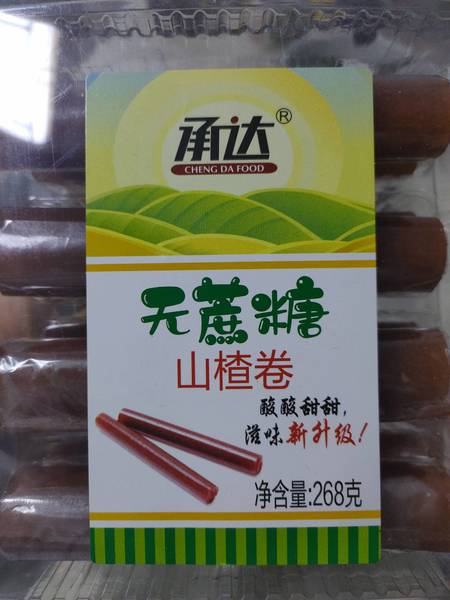 承达®
CHENG DA FOOD
无蔗糖
山楂卷
酸酸甜甜,
滋味新升级!
净含量:268克